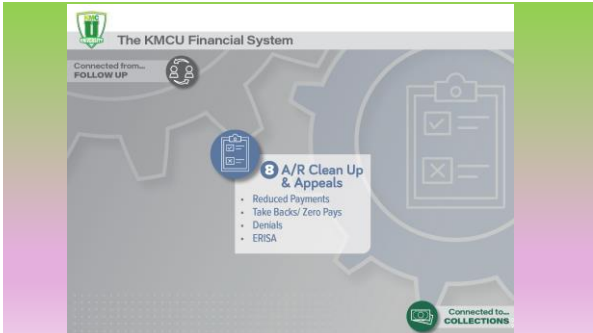 KMC
The KMCU Financial System
Connected from...
FOLLOW UP
8 A/R Clean Up
& Appeals
• Reduced Payments
• Take Backs/ Zero Pays
• Denials
• ERISA
Connected to...
COLLECTIONS